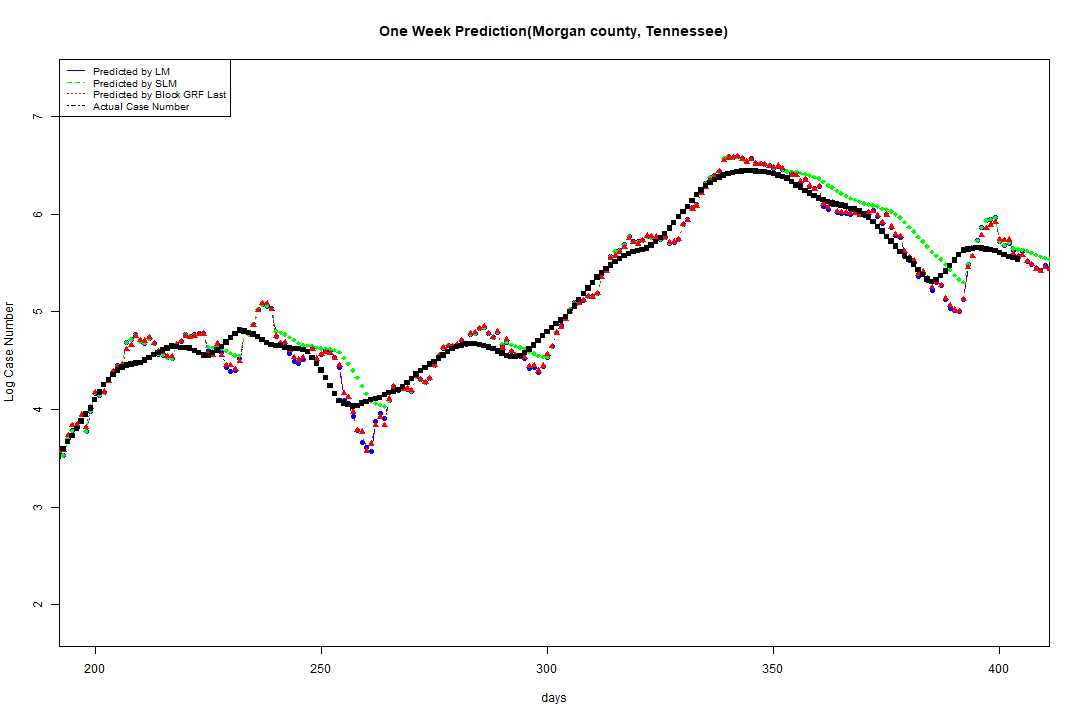 One Week Prediction(Morgan county, Tennessee)
Predicted by LM
Predicted by SLM
Predicted by Block GRF Last
Actual Case Number
7
6
5
4
3
2
Log Case Number
200 250 300 350 400
days